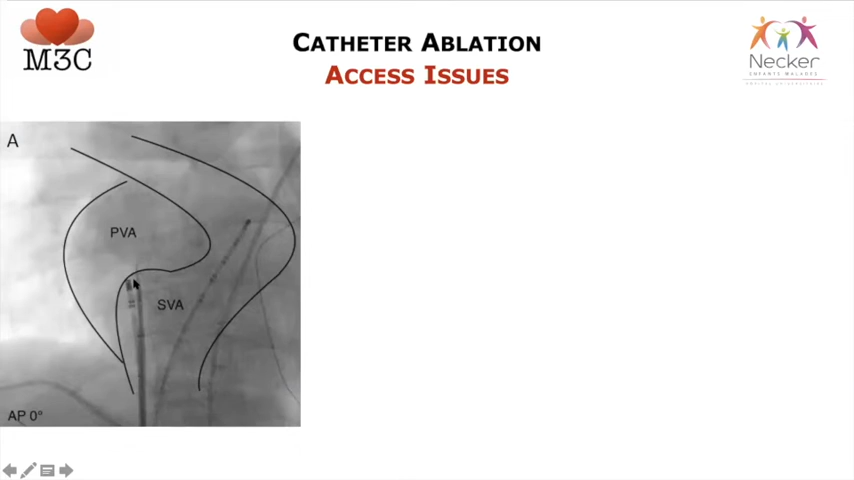 M3C
CATHETER ABLATION
ACCESS ISSUES
Necker
ENFANTS MALADES
A
PVA
SVA
AP 0°